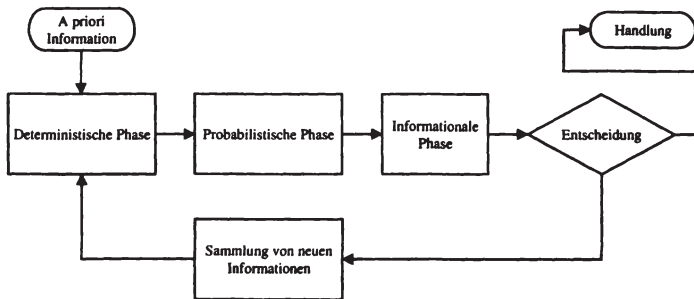 A priori
Information
Handlung
Deterministische Phase
Probabilistische Phase
Informationale
Phase
Entscheidung
Sammlung von neuen
Informationen